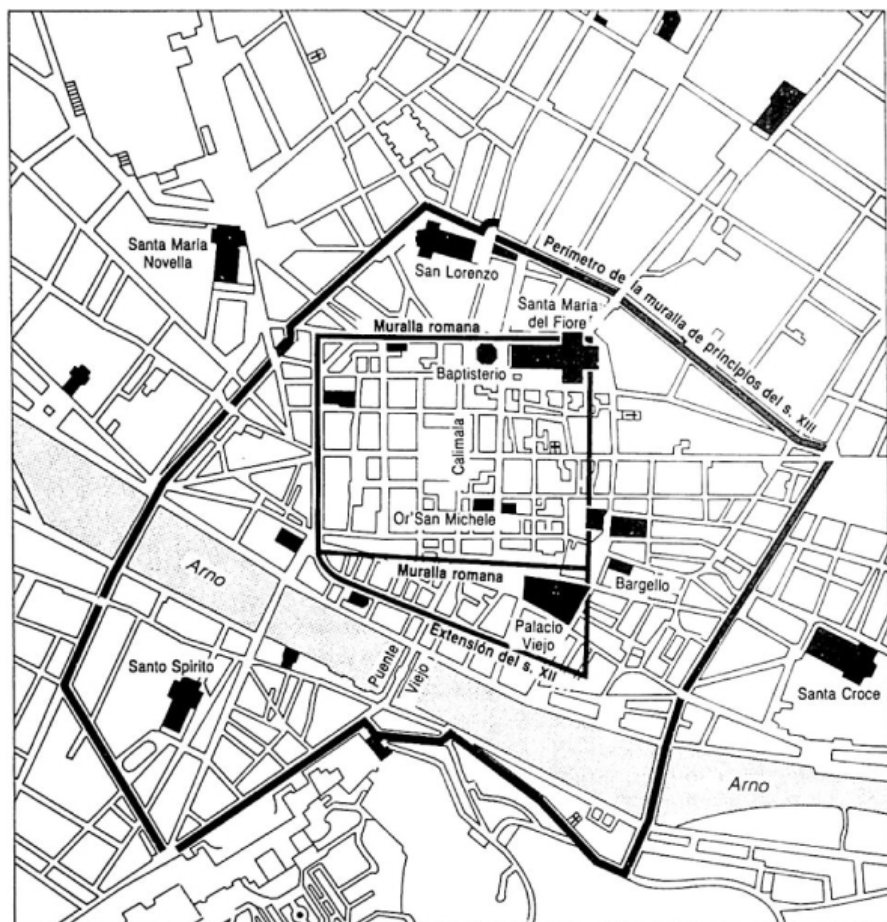 Santa María
Novella
San Lorenzo
Perímetro de la muralla de principios del s. XIII
Santa María
del Fiore
Muralla romana
Baptisterio
Calimala
Or'San Michele
Muralla romana
Bargello
Arno
Palacio
Viejo
Extensión del s. XII
Puente
Viejo
Santo Spirito
Santa Croce
Arno